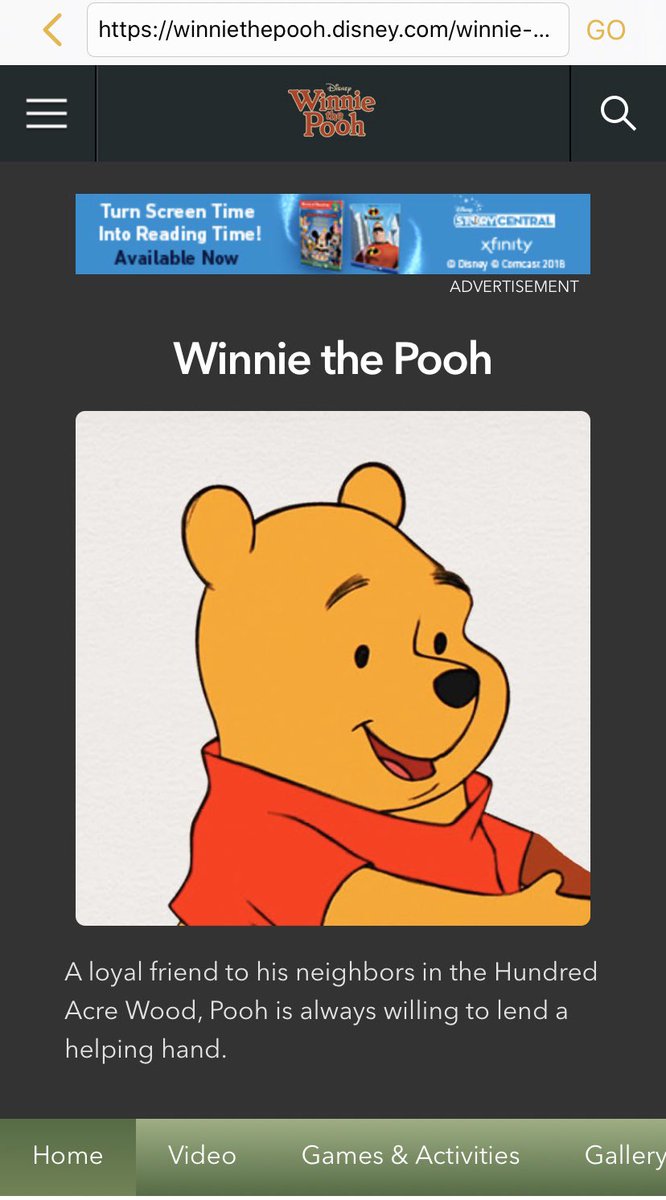 https://winniethepooh.disney.com/winnie-...
GO
Disney
Winnie
the
Pooh
Turn Screen Time
Into Reading Time!
Available Now
Disney
STORYCENTRAL
xfinity
© Disney © Comcast 2018
ADVERTISEMENT
Winnie the Pooh
A loyal friend to his neighbors in the Hundred
Acre Wood, Pooh is always willing to lend a
helping hand.
Home Video Games & Activities Gallery